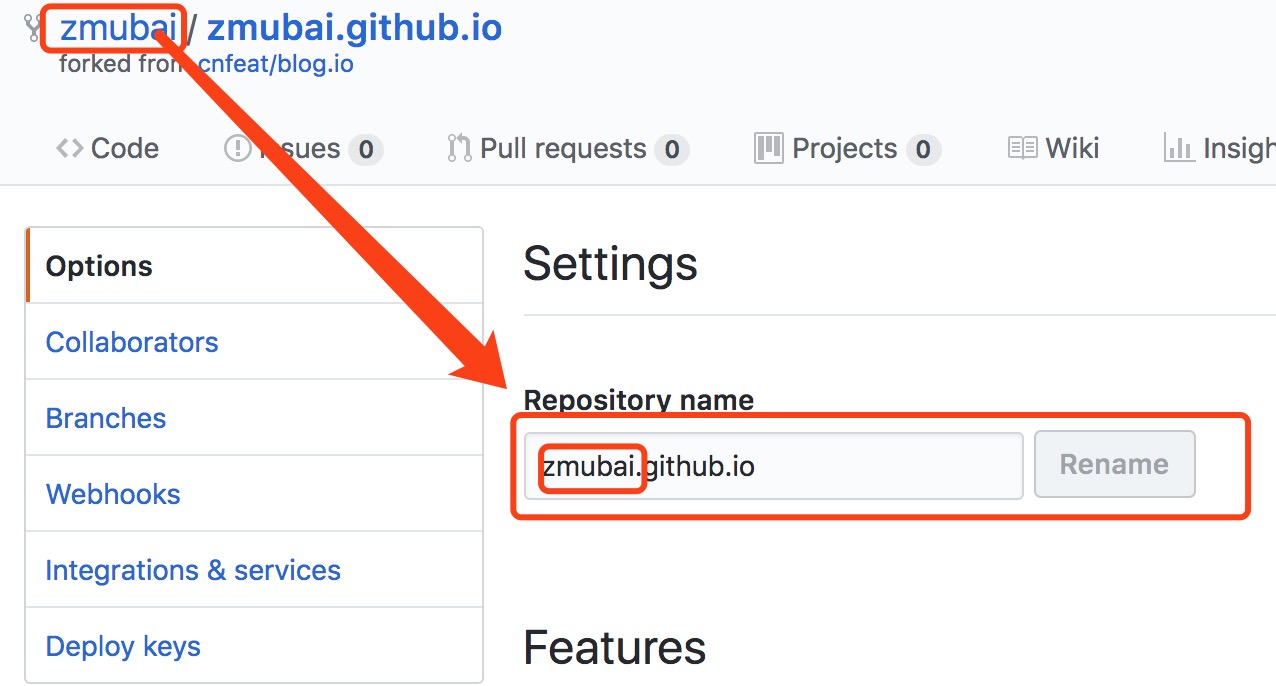 zmubai / zmubai.github.io
forked from cnfeat/blog.io
Code Issues 0 Pull requests 0 Projects 0 Wiki Insigh
Options
Collaborators
Branches
Webhooks
Integrations & services
Deploy keys
Settings
Repository name
zmubai.github.io Rename
Features